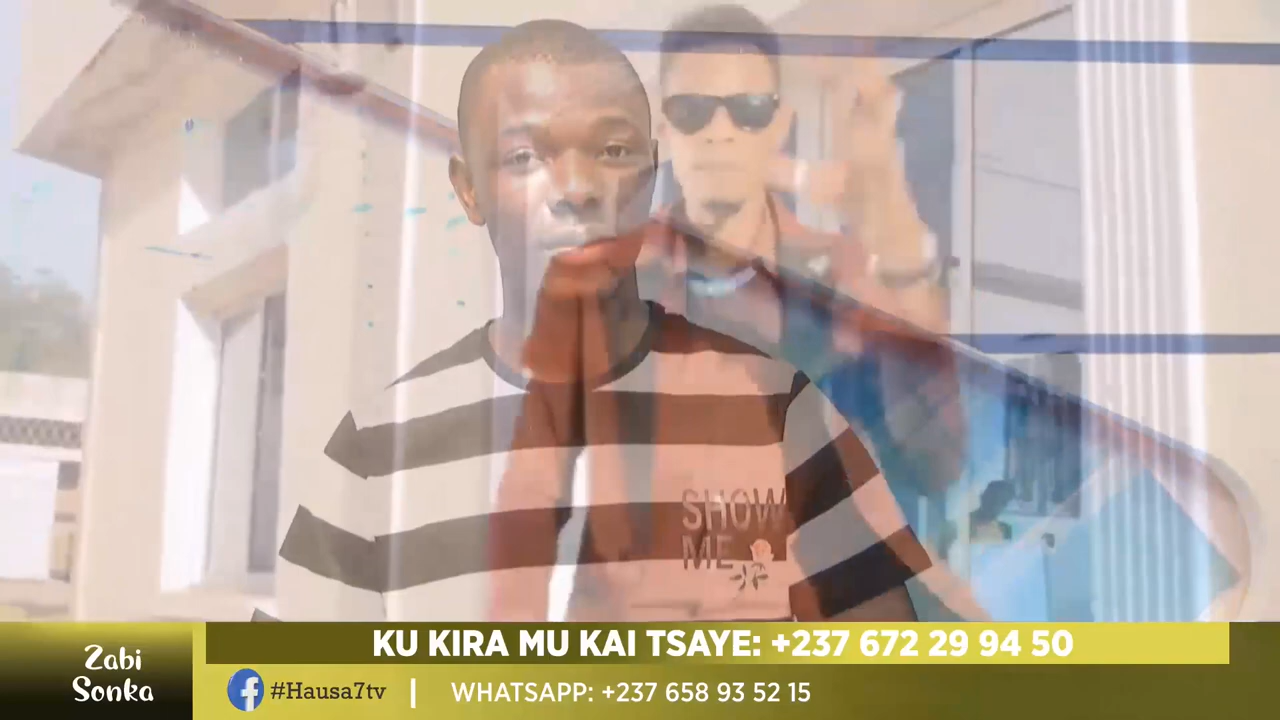 SHOW
ME
KU KIRA MU KAI TSAYE: +237 672 29 94 50
Zabi
Sonka
#Hausa7tv | WHATSAPP: +237 658 93 52 15